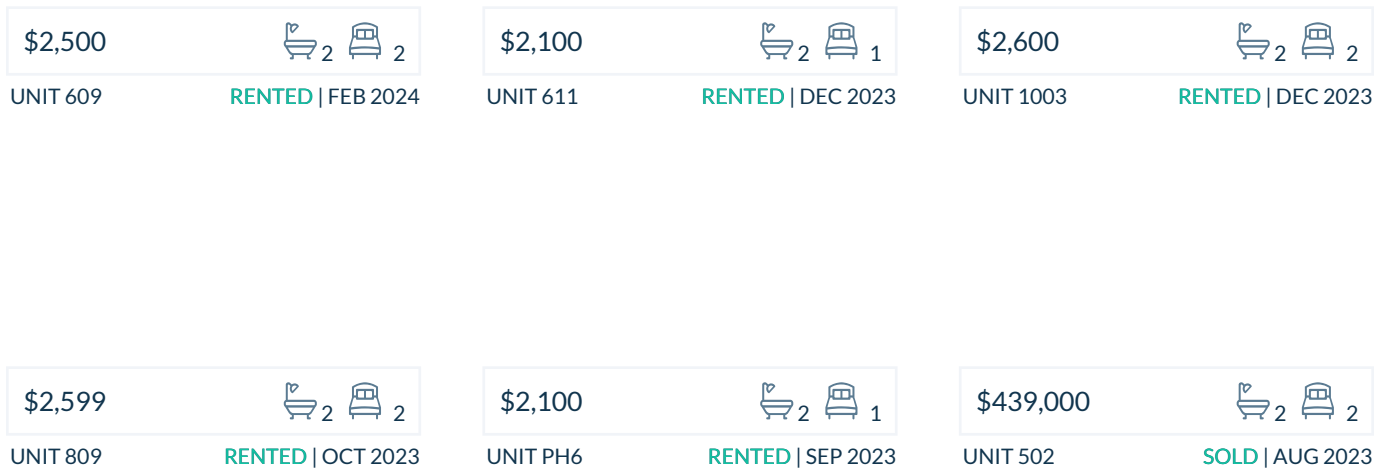 $2,500 2 2
UNIT 609 RENTED | FEB 2024
$2,100 2 1
UNIT 611 RENTED | DEC 2023
$2,600 2 2
UNIT 1003 RENTED | DEC 2023
$2,599 2 2
UNIT 809 RENTED | OCT 2023
$2,100 2 1
UNIT PH6 RENTED | SEP 2023
$439,000 2 2
UNIT 502 SOLD | AUG 2023